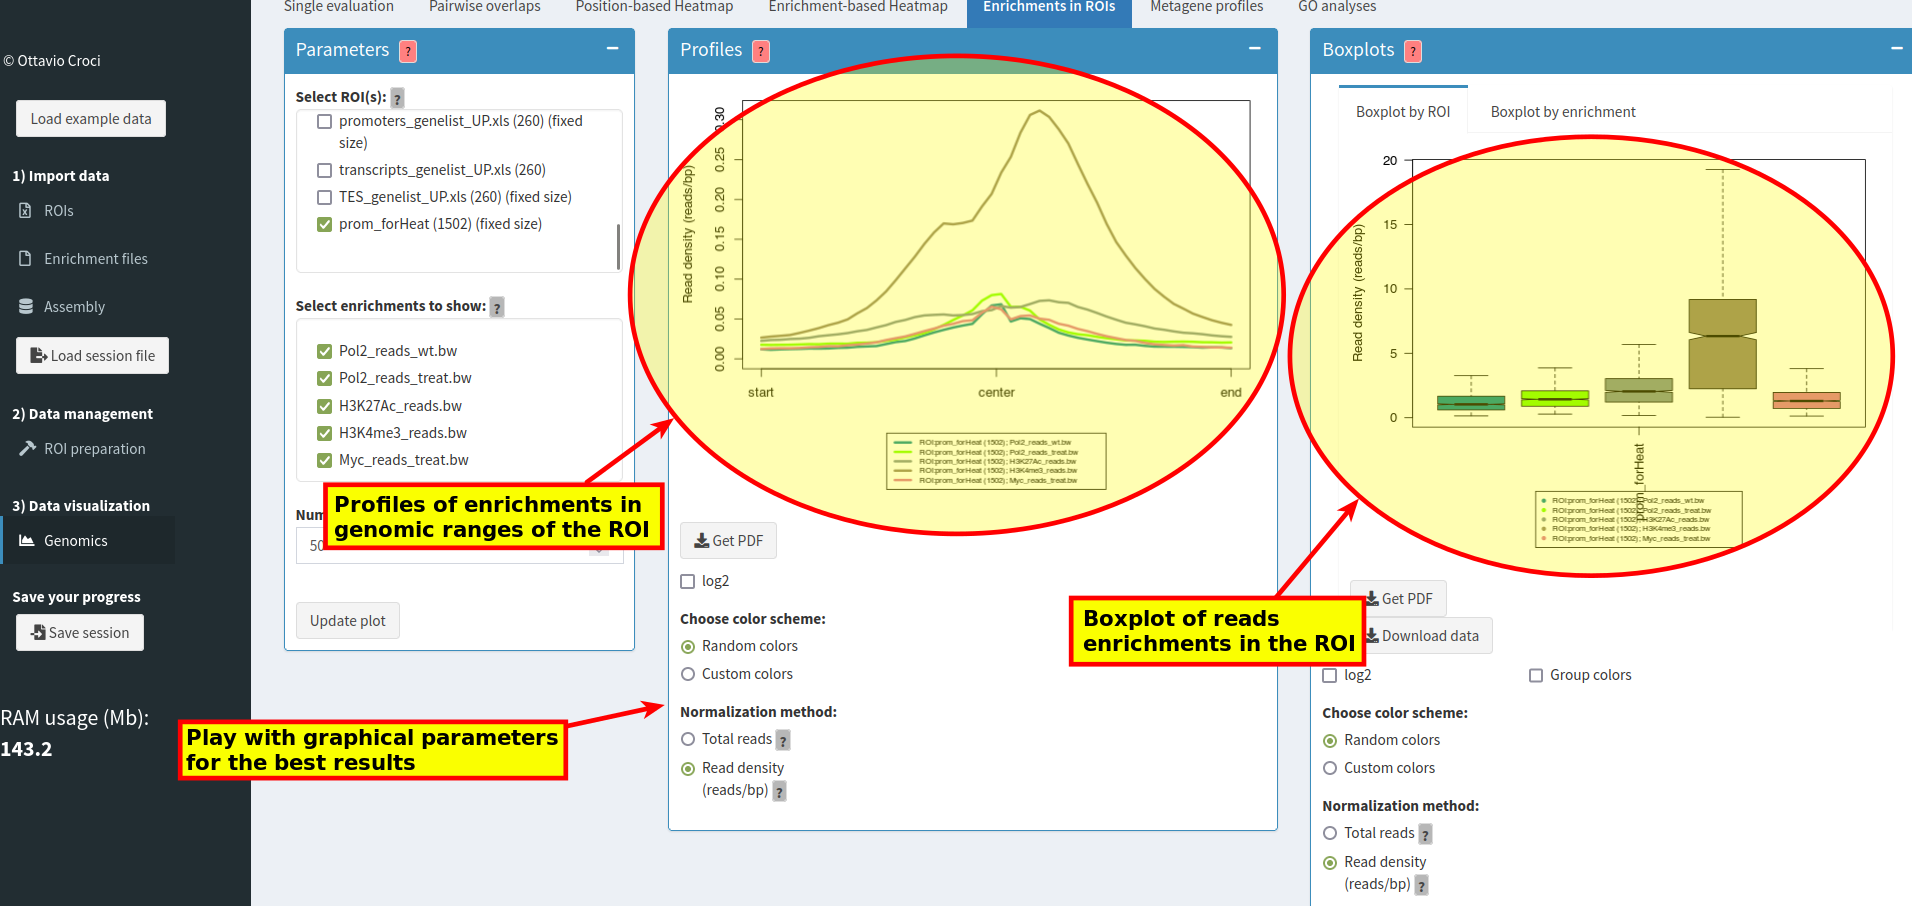 Single evaluation
Pairwise overlaps
Position-based Heatmap
Enrichment-based Heatmap
Enrichments in ROIs
Metagene profiles
GO analyses
© Ottavio Croci
Load example data
1) Import data
ROIs
Enrichment files
Assembly
Load session file
2) Data management
ROI preparation
3) Data visualization
Genomics
Save your progress
Save session
RAM usage (Mb):
143.2
Parameters ?
Select ROI(s): ?
promoters_genelist_UP.xls (260) (fixed
size)
transcripts_genelist_UP.xls (260)
TES_genelist_UP.xls (260) (fixed size)
prom_forHeat (1502) (fixed size)
Select enrichments to show: ?
Pol2_reads_wt.bw
Pol2_reads_treat.bw
H3K27Ac_reads.bw
H3K4me3_reads.bw
Myc_reads_treat.bw
Num
50
Update plot
Profiles of enrichments in
genomic ranges of the ROI
Play with graphical parameters
for the best results
Profiles ?
Read density (reads/bp)
0.30
0.25
0.20
0.15
0.10
0.05
0.00
start
center
end
ROI:prom_forHeat (1502); Pol2_reads_wt.bw
ROI:prom_forHeat (1502); Pol2_reads_treat.bw
ROI:prom_forHeat (1502); H3K27Ac_reads.bw
ROI:prom_forHeat (1502); H3K4me3_reads.bw
ROI:prom_forHeat (1502); Myc_reads_treat.bw
Get PDF
log2
Choose color scheme:
Random colors
Custom colors
Normalization method:
Total reads ?
Read density
(reads/bp) ?
Boxplots ?
Boxplot by ROI
Boxplot by enrichment
Read density (reads/bp)
20
15
10
5
0
prom_forHeat
ROI:prom_forHeat (1502); Pol2_reads_wt.bw
ROI:prom_forHeat (1502); Pol2_reads_treat.bw
ROI:prom_forHeat (1502); H3K27Ac_reads.bw
ROI:prom_forHeat (1502); H3K4me3_reads.bw
ROI:prom_forHeat (1502); Myc_reads_treat.bw
Boxplot of reads
enrichments in the ROI
Get PDF
Download data
log2
Group colors
Choose color scheme:
Random colors
Custom colors
Normalization method:
Total reads ?
Read density
(reads/bp) ?